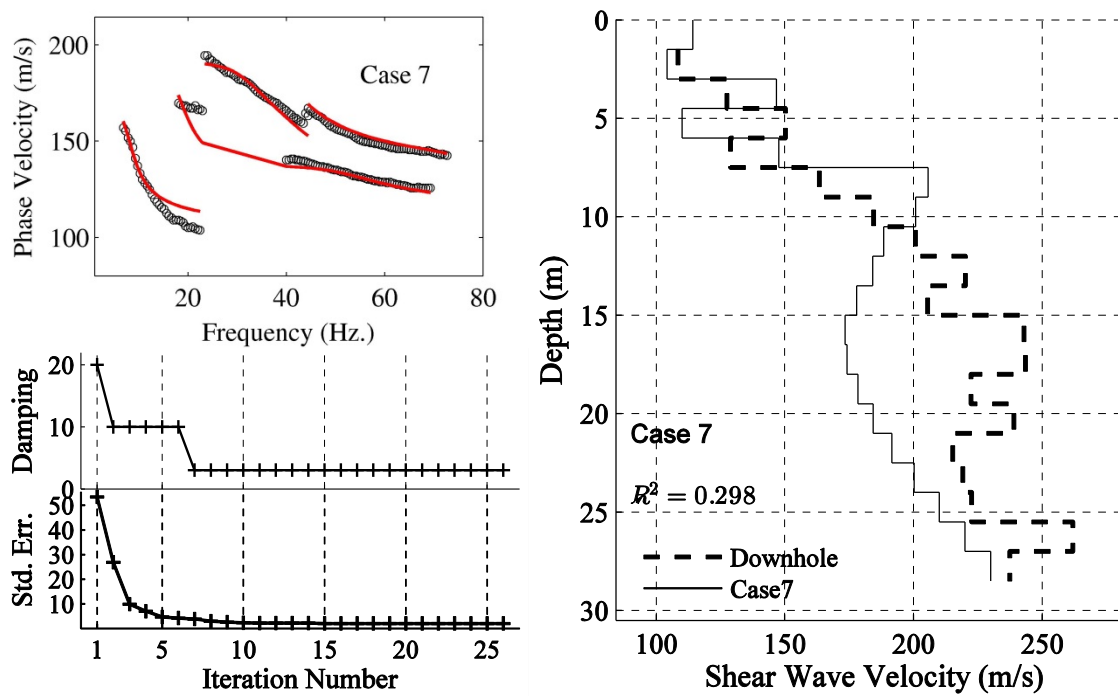 200
150
100
Phase Velocity (m/s)
Case 7
20 40 60 80
Frequency (Hz.)
20
10
0
Damping
50
30
20
10
Std. Err.
1 5 10 15 20 25
Iteration Number
0
5
10
15
20
25
30
Depth (m)
Case 7
R² = 0.298
Downhole
Case7
100 150 200 250
Shear Wave Velocity (m/s)